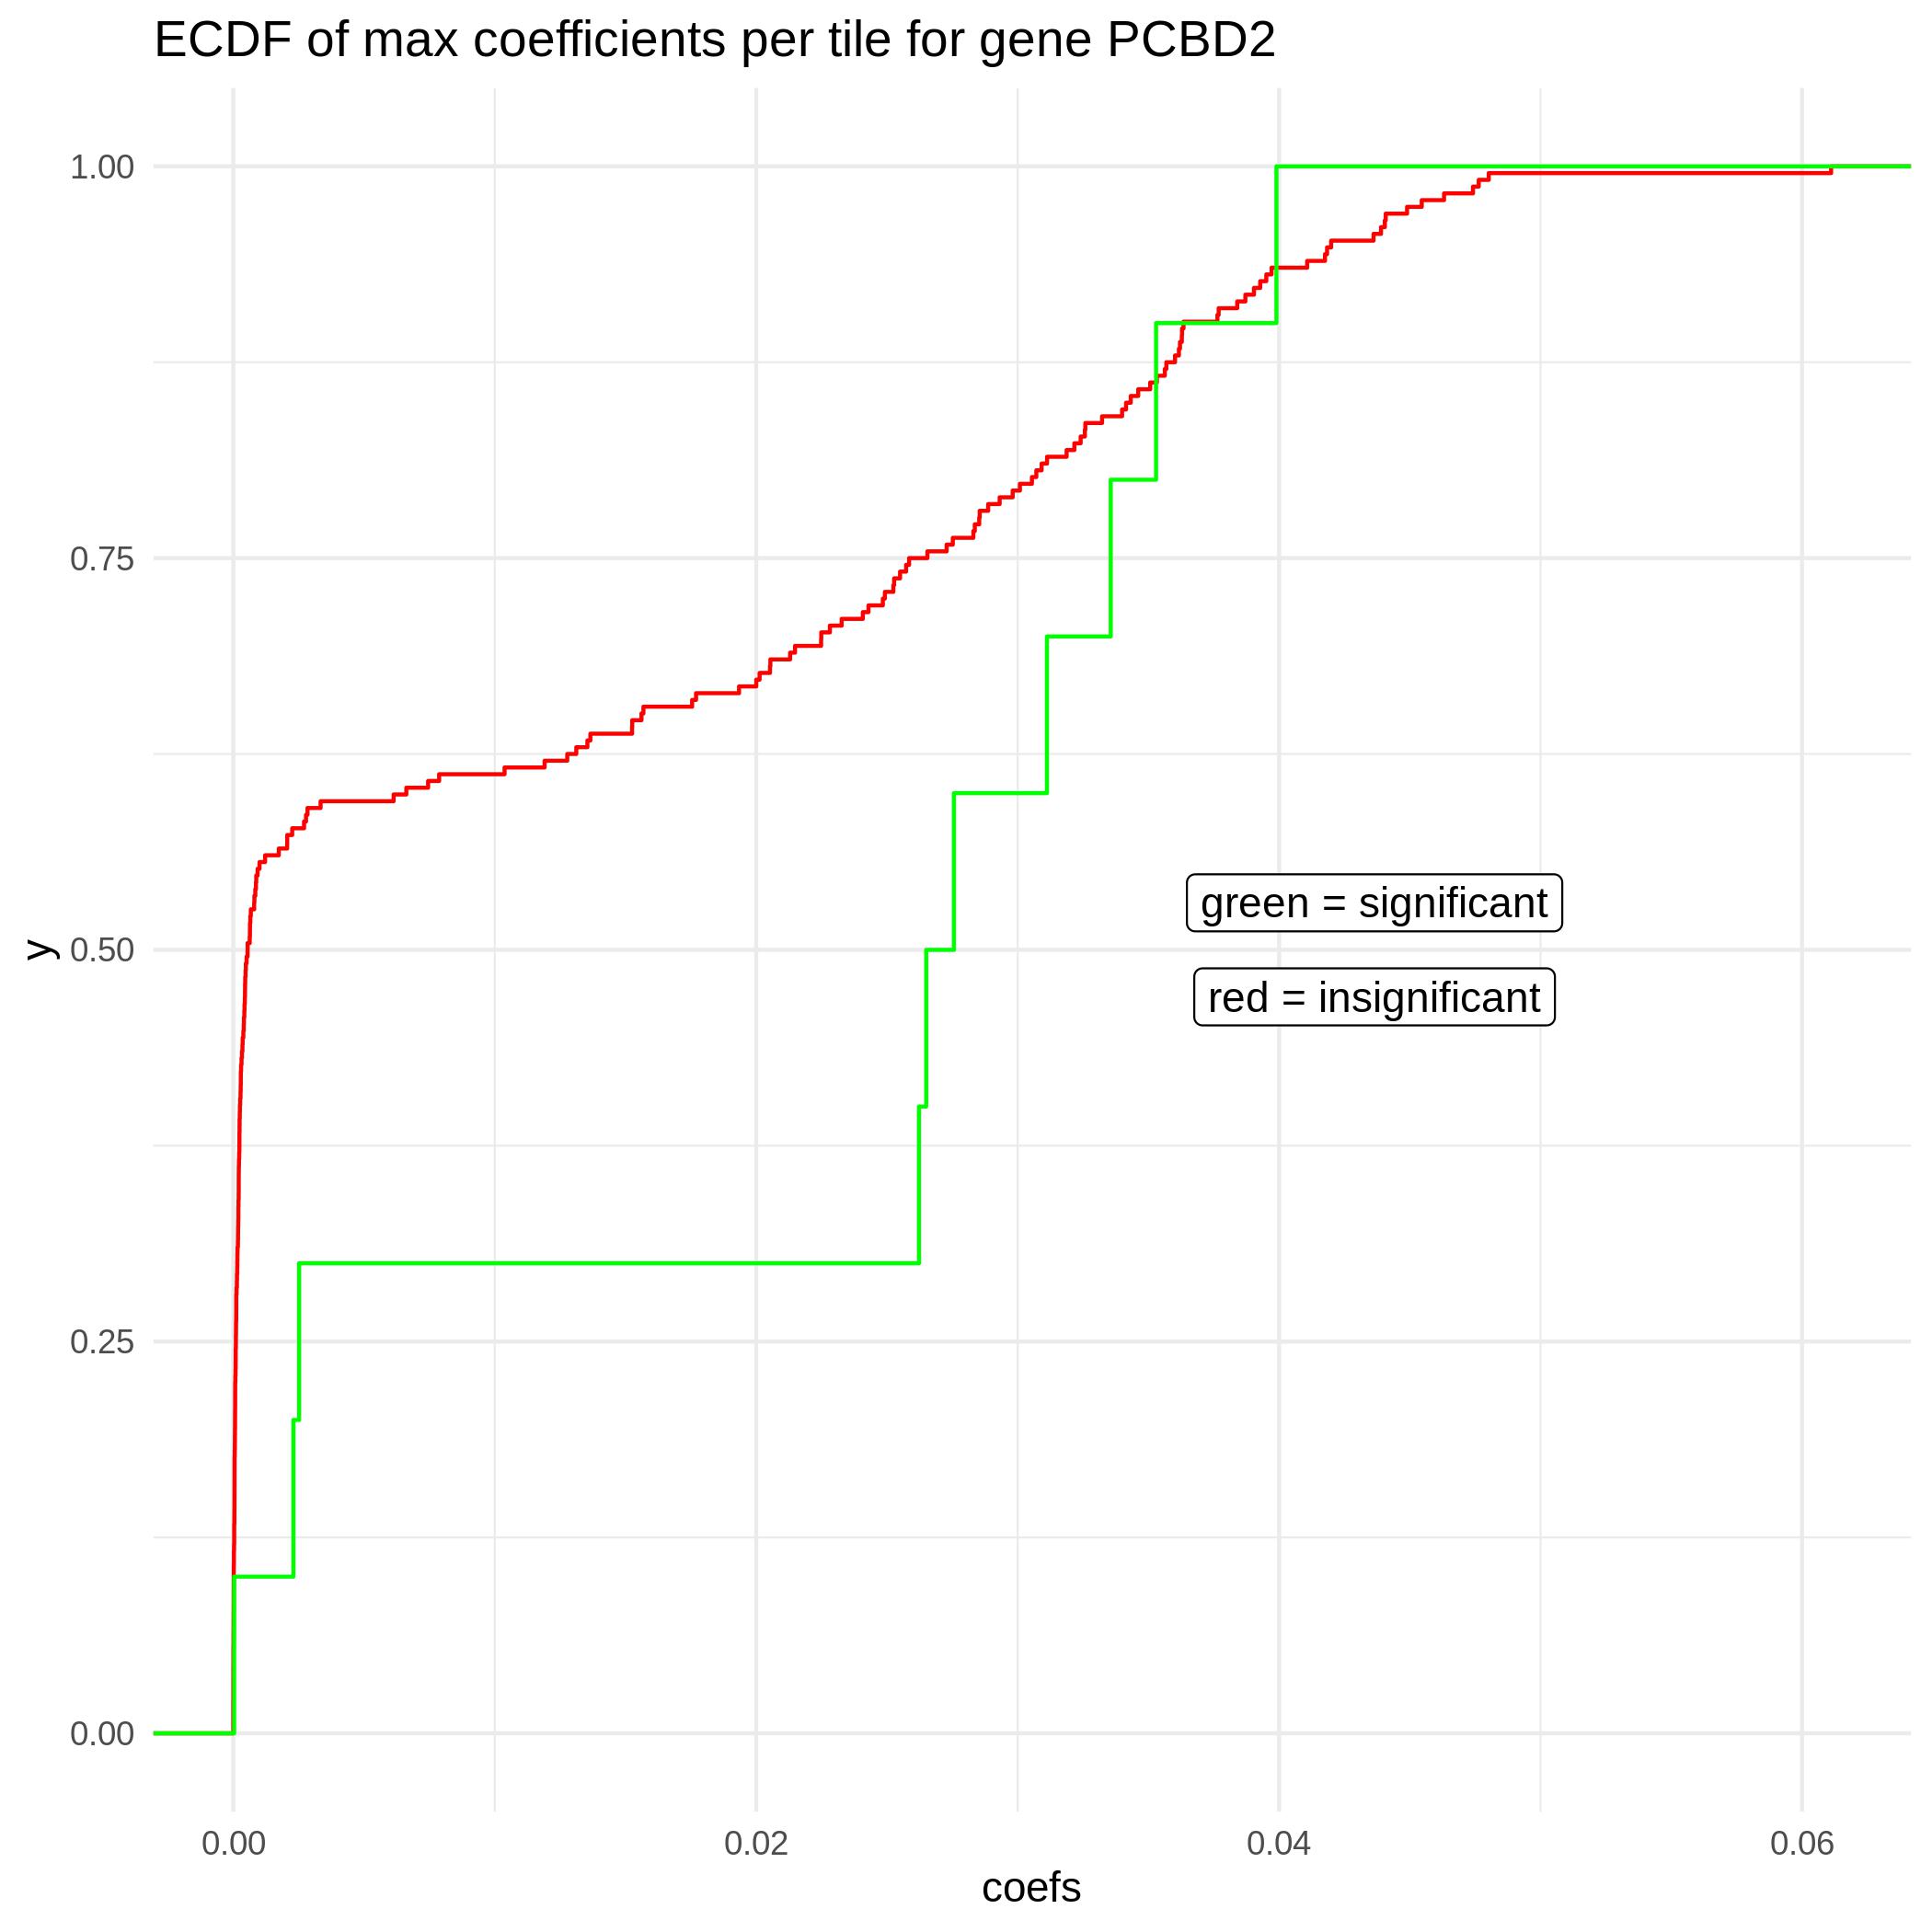 ECDF of max coefficients per tile for gene PCBD2
1.00
0.75
0.50
0.25
0.00
y
green = significant
red = insignificant
0.00 0.02 0.04 0.06
coefs